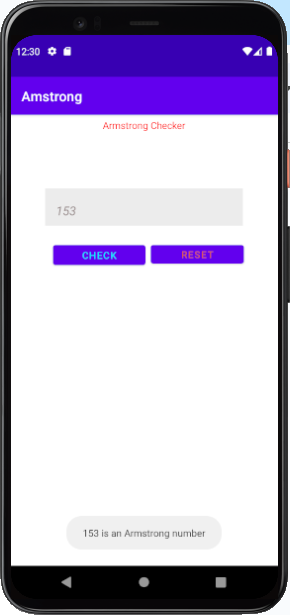 12:30
Amstrong
Armstrong Checker
153
CHECK RESET
153 is an Armstrong number